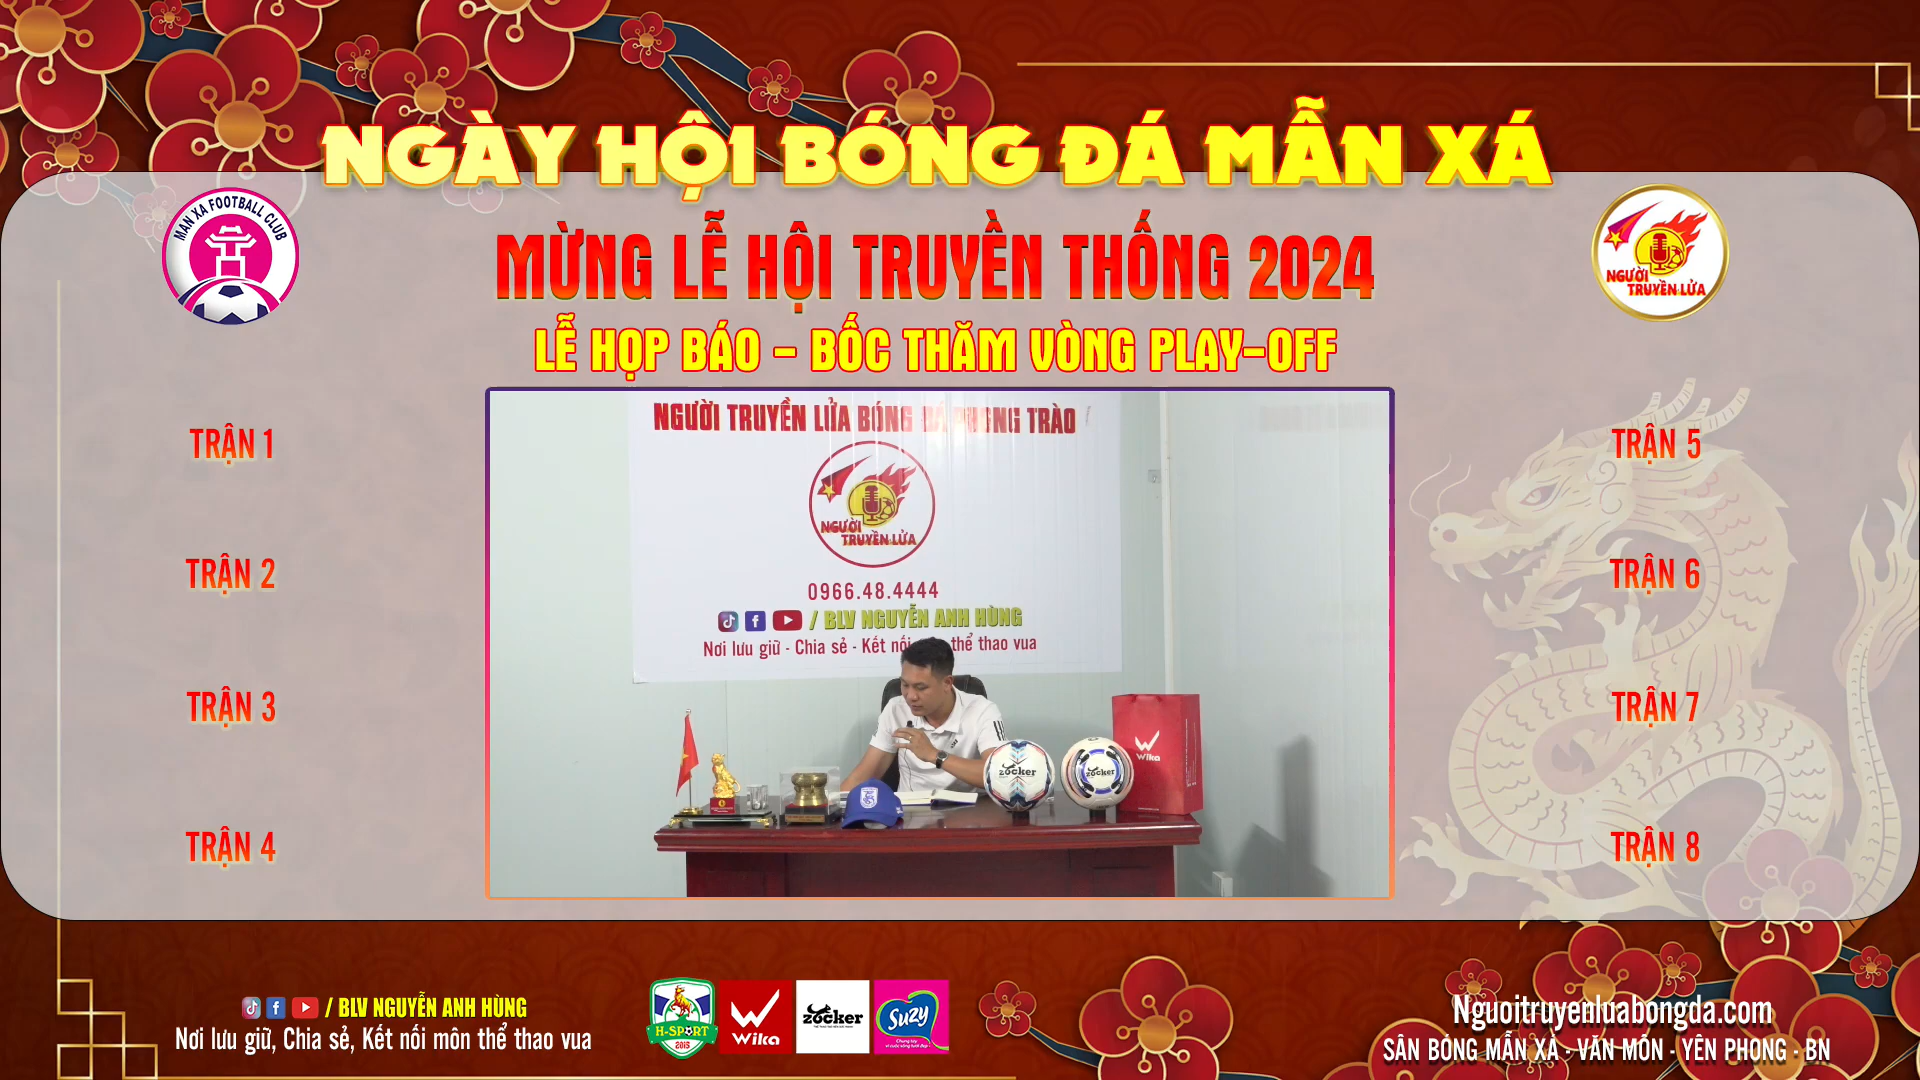 NGÀY HỘI BÓNG ĐÁ MẪN XÁ
MAN XA FOOTBALL CLUB
MỪNG LỄ HỘI TRUYỀN THỐNG 2024
NGƯỜI
TRUYỀN LỬA
LỄ HỌP BÁO - BỐC THĂM VÒNG PLAY-OFF
TRẬN 1
TRẬN 2
TRẬN 3
TRẬN 4
NGƯỜI TRUYỀN LỬA BÓNG ĐÁ PHONG TRÀO
NGƯỜI
TRUYỀN LỬA
0966.48.4444
/ BLV NGUYỄN ANH HÙNG
Nơi lưu giữ - Chia sẻ - Kết nối thể thao vua
Wika
zocker
zocker
TRẬN 5
TRẬN 6
TRẬN 7
TRẬN 8
/ BLV NGUYỄN ANH HÙNG
Nơi lưu giữ, Chia sẻ, Kết nối môn thể thao vua
H-SPORT
2015
Wika
zocker
Suzy
Nguoitruyenluabongda.com
SÂN BÓNG MẪN XÁ - VĂN MÔN - YÊN PHONG - BN